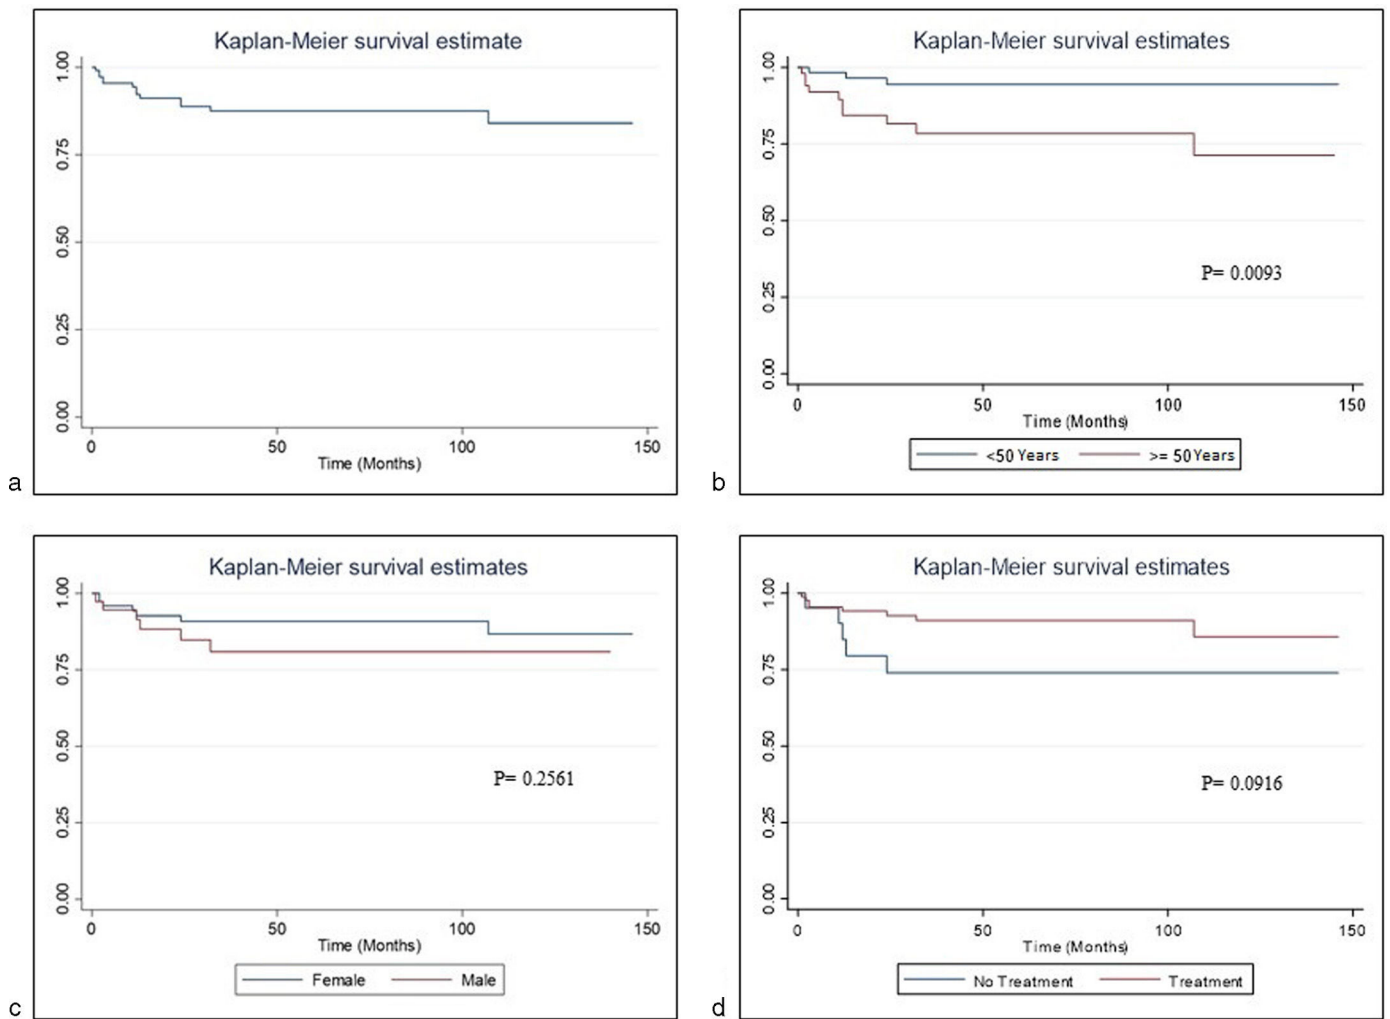 Kaplan-Meier survival estimate
1.00
0.75
0.50
0.25
0.00
0 50 100 150
Time (Months)
a
Kaplan-Meier survival estimates
1.00
0.75
0.50
0.25
0.00
P= 0.0093
0 50 100 150
Time (Months)
<50 Years >= 50 Years
b
Kaplan-Meier survival estimates
1.00
0.75
0.50
0.25
0.00
P= 0.2561
0 50 100 150
Time (Months)
Female Male
c
Kaplan-Meier survival estimates
1.00
0.75
0.50
0.25
0.00
P= 0.0916
0 50 100 150
Time (Months)
No Treatment Treatment
d